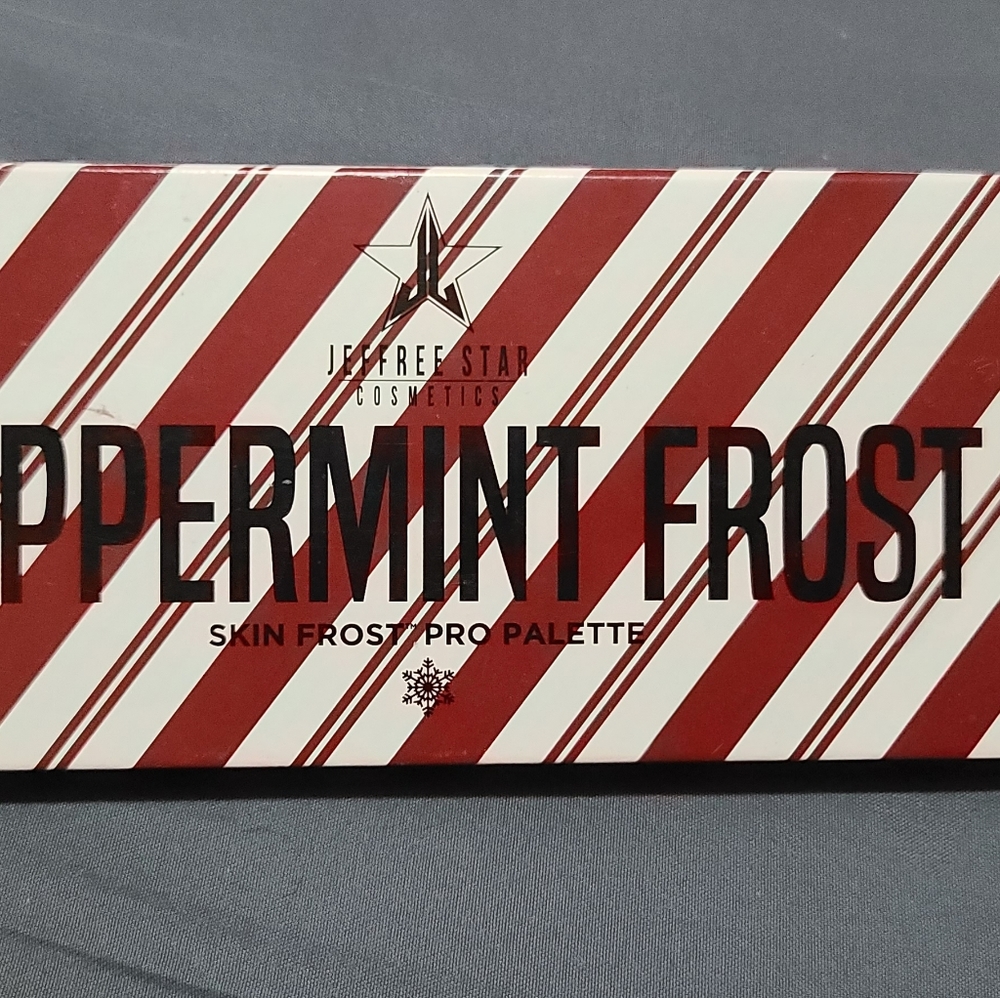 JEFFREE STAR
COSMETICS
PPERMINT FROST
SKIN FROST™ PRO PALETTE